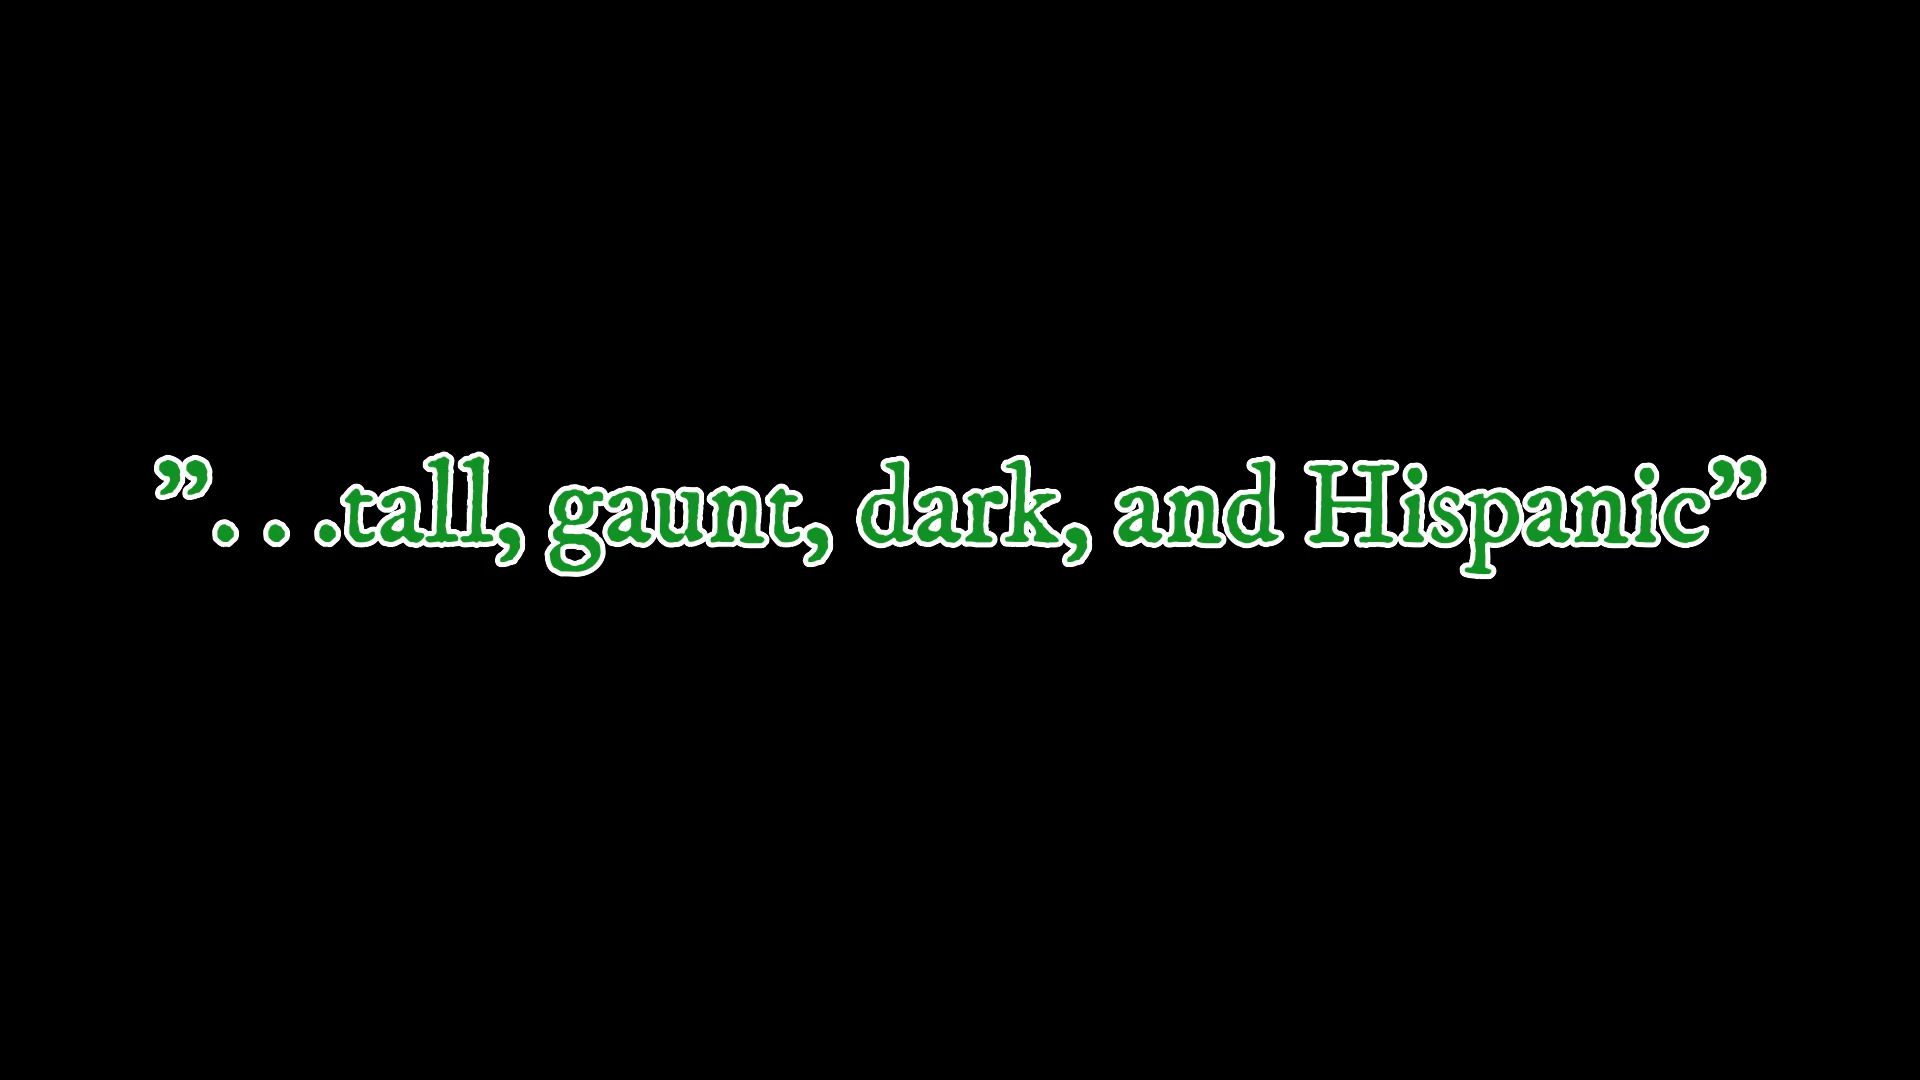 ”. . .tall, gaunt, dark, and Hispanic”